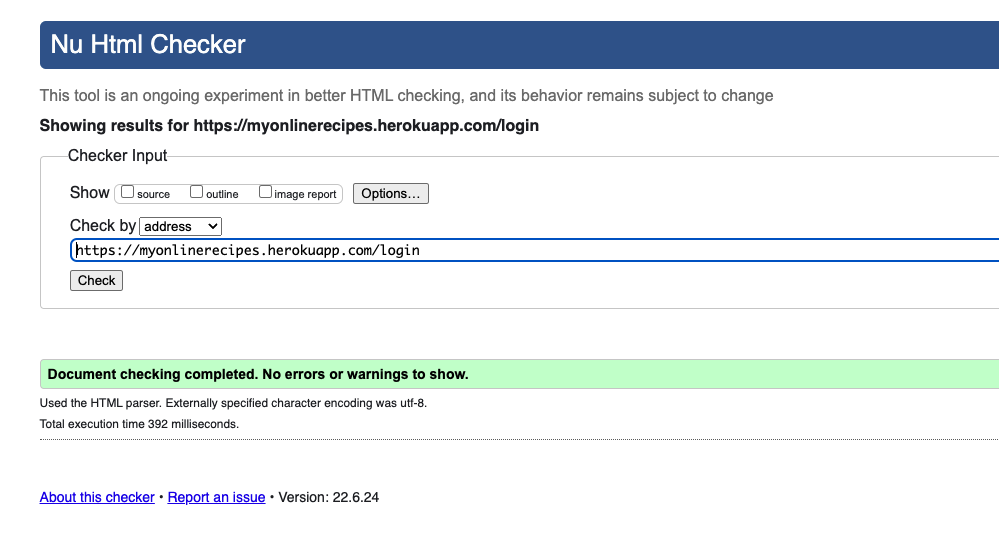 Nu Html Checker
This tool is an ongoing experiment in better HTML checking, and its behavior remains subject to change
Showing results for https://myonlinerecipes.herokuapp.com/login
Checker Input
Show source outline image report Options...
Check by address
https://myonlinerecipes.herokuapp.com/login
Check
Document checking completed. No errors or warnings to show.
Used the HTML parser. Externally specified character encoding was utf-8.
Total execution time 392 milliseconds.
About this checker • Report an issue • Version: 22.6.24